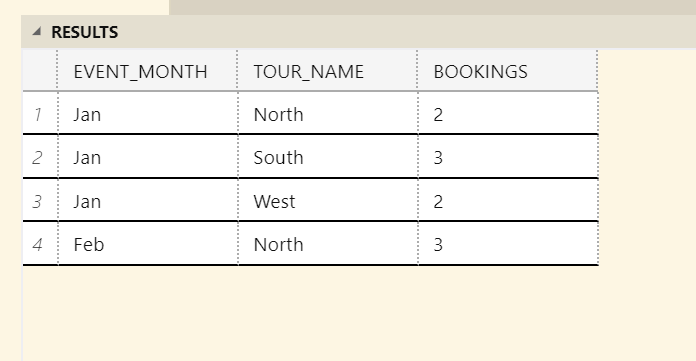 RESULTS
EVENT_MONTH TOUR_NAME BOOKINGS
1 Jan North 2
2 Jan South 3
3 Jan West 2
4 Feb North 3